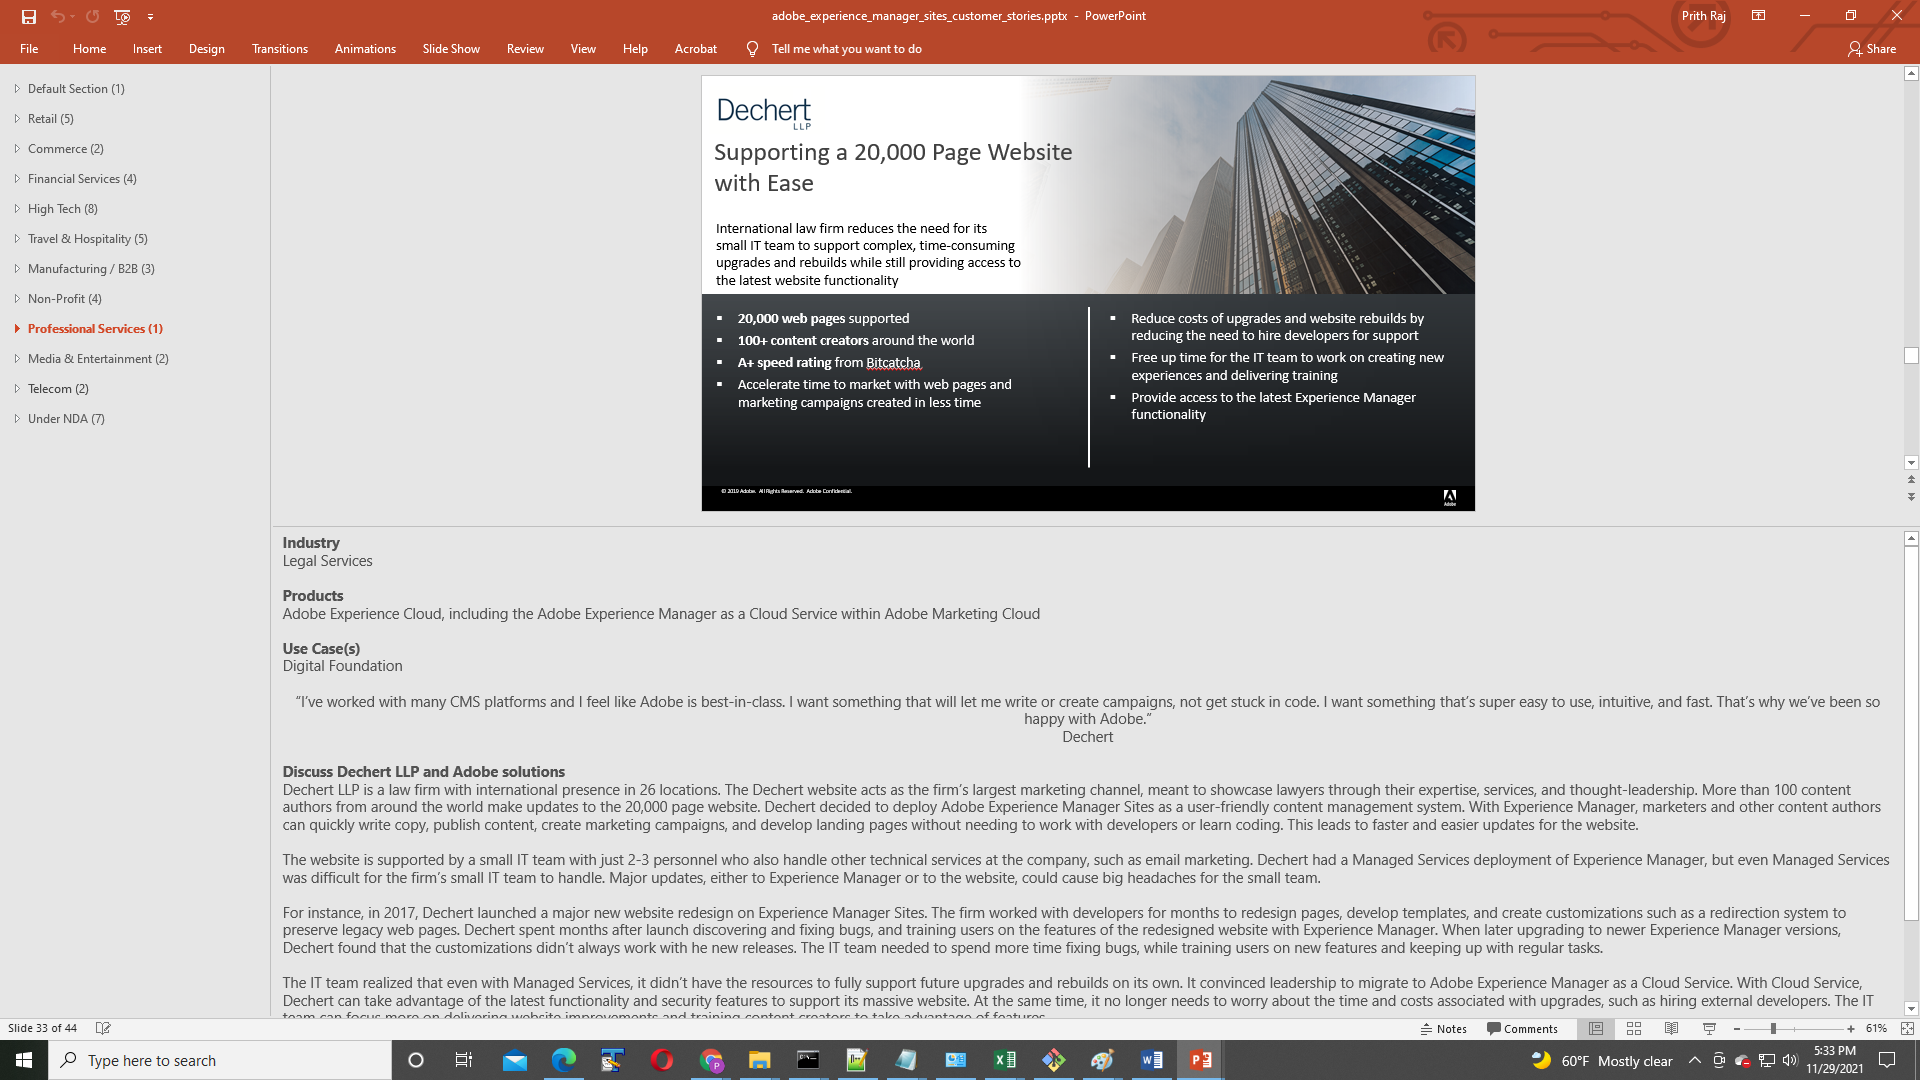 adobe_experience_manager_sites_customer_stories.pptx - PowerPoint
Prith Raj
File Home Insert Design Transitions Animations Slide Show Review View Help Acrobat Tell me what you want to do
Share
Default Section (1)
Retail (5)
Commerce (2)
Financial Services (4)
High Tech (8)
Travel & Hospitality (5)
Manufacturing / B2B (3)
Non-Profit (4)
Professional Services (1)
Media & Entertainment (2)
Telecom (2)
Under NDA (7)
Dechert
LLP
Supporting a 20,000 Page Website
with Ease
International law firm reduces the need for its
small IT team to support complex, time-consuming
upgrades and rebuilds while still providing access to
the latest website functionality
▪ 20,000 web pages supported
▪ 100+ content creators around the world
▪ A+ speed rating from Bitcatcha
▪ Accelerate time to market with web pages and
marketing campaigns created in less time
▪ Reduce costs of upgrades and website rebuilds by
reducing the need to hire developers for support
▪ Free up time for the IT team to work on creating new
experiences and delivering training
▪ Provide access to the latest Experience Manager
functionality
© 2019 Adobe. All Rights Reserved. Adobe Confidential.
Adobe
Industry
Legal Services
Products
Adobe Experience Cloud, including the Adobe Experience Manager as a Cloud Service within Adobe Marketing Cloud
Use Case(s)
Digital Foundation
“I’ve worked with many CMS platforms and I feel like Adobe is best-in-class. I want something that will let me write or create campaigns, not get stuck in code. I want something that’s super easy to use, intuitive, and fast. That’s why we’ve been so
happy with Adobe.”
Dechert
Discuss Dechert LLP and Adobe solutions
Dechert LLP is a law firm with international presence in 26 locations. The Dechert website acts as the firm’s largest marketing channel, meant to showcase lawyers through their expertise, services, and thought-leadership. More than 100 content
authors from around the world make updates to the 20,000 page website. Dechert decided to deploy Adobe Experience Manager Sites as a user-friendly content management system. With Experience Manager, marketers and other content authors
can quickly write copy, publish content, create marketing campaigns, and develop landing pages without needing to work with developers or learn coding. This leads to faster and easier updates for the website.
The website is supported by a small IT team with just 2-3 personnel who also handle other technical services at the company, such as email marketing. Dechert had a Managed Services deployment of Experience Manager, but even Managed Services
was difficult for the firm’s small IT team to handle. Major updates, either to Experience Manager or to the website, could cause big headaches for the small team.
For instance, in 2017, Dechert launched a major new website redesign on Experience Manager Sites. The firm worked with developers for months to redesign pages, develop templates, and create customizations such as a redirection system to
preserve legacy web pages. Dechert spent months after launch discovering and fixing bugs, and training users on the features of the redesigned website with Experience Manager. When later upgrading to newer Experience Manager versions,
Dechert found that the customizations didn’t always work with he new releases. The IT team needed to spend more time fixing bugs, while training users on new features and keeping up with regular tasks.
The IT team realized that even with Managed Services, it didn’t have the resources to fully support future upgrades and rebuilds on its own. It convinced leadership to migrate to Adobe Experience Manager as a Cloud Service. With Cloud Service,
Dechert can take advantage of the latest functionality and security features to support its massive website. At the same time, it no longer needs to worry about the time and costs associated with upgrades, such as hiring external developers. The IT
team can focus more on delivering website improvements and training content creators to take advantage of features.
Slide 33 of 44
Notes Comments 61%
Type here to search
60°F Mostly clear
5:33 PM
11/29/2021